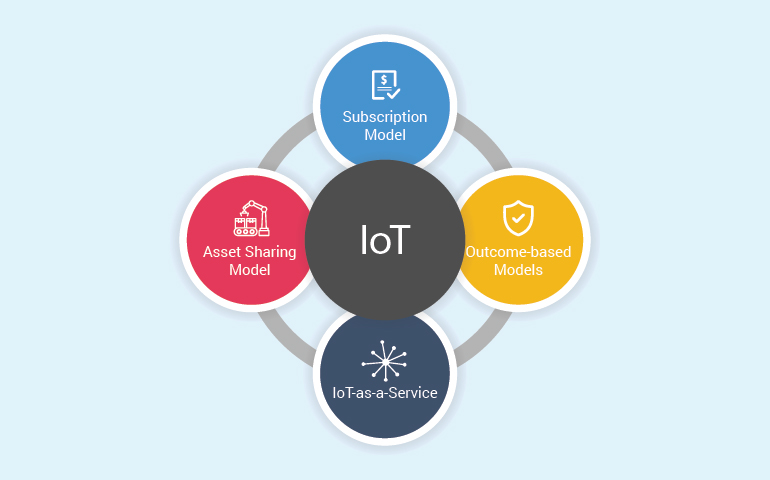 $
Subscription
Model
Asset Sharing
Model
IoT
Outcome-based
Models
IoT-as-a-Service